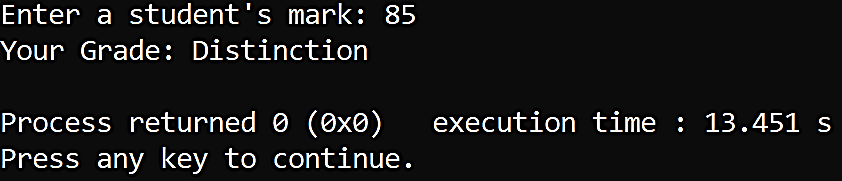 Enter a student's mark: 85
Your Grade: Distinction
Process returned 0 (0x0)   execution time : 13.451 s
Press any key to continue.